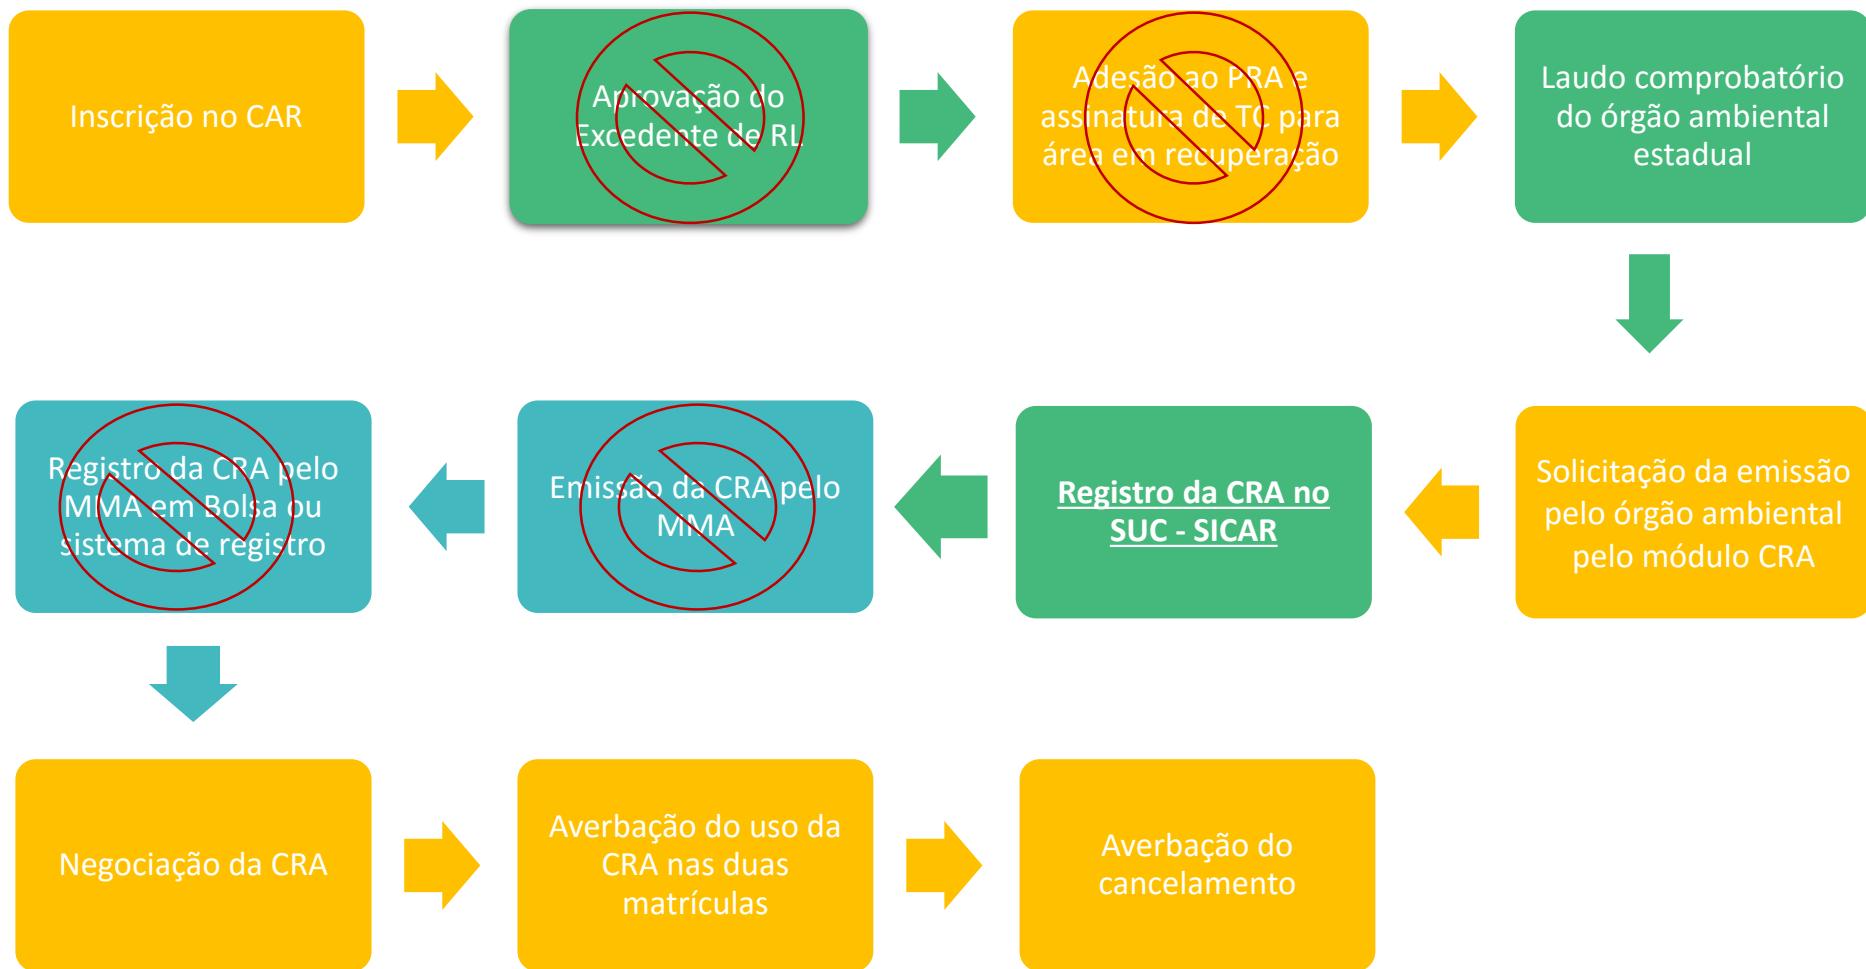 Inscrição no CAR
Aprovação do
Excedente de RL
Adesão ao PRA e
assinatura de TC para
área em recuperação
Laudo comprobatório
do órgão ambiental
estadual
Registro da CRA pelo
MMA em Bolsa ou
sistema de registro
Emissão da CRA pelo
MMA
Registro da CRA no
SUC - SICAR
Solicitação da emissão
pelo órgão ambiental
pelo módulo CRA
Negociação da CRA
Averbação do uso da
CRA nas duas
matrículas
Averbação do
cancelamento